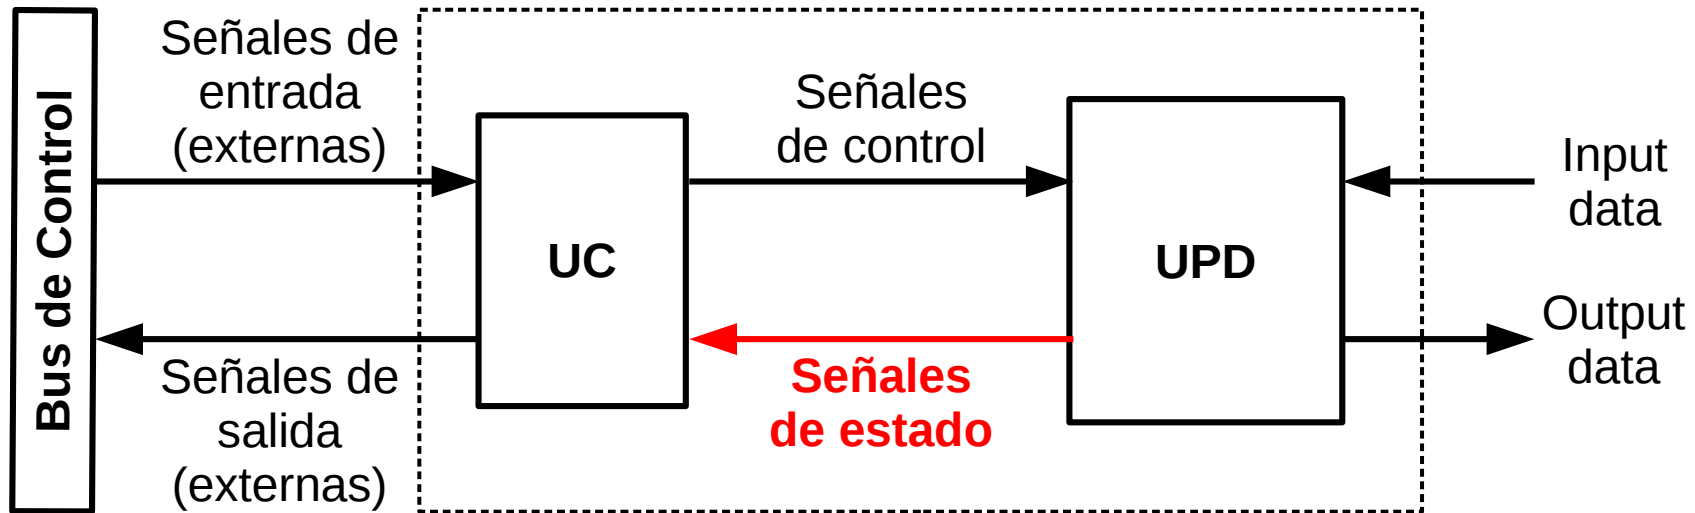 Bus de Control
Señales de
entrada
(externas)
Señales de
salida
(externas)
UC
Señales
de control
Señales
de estado
UPD
Input
data
Output
data